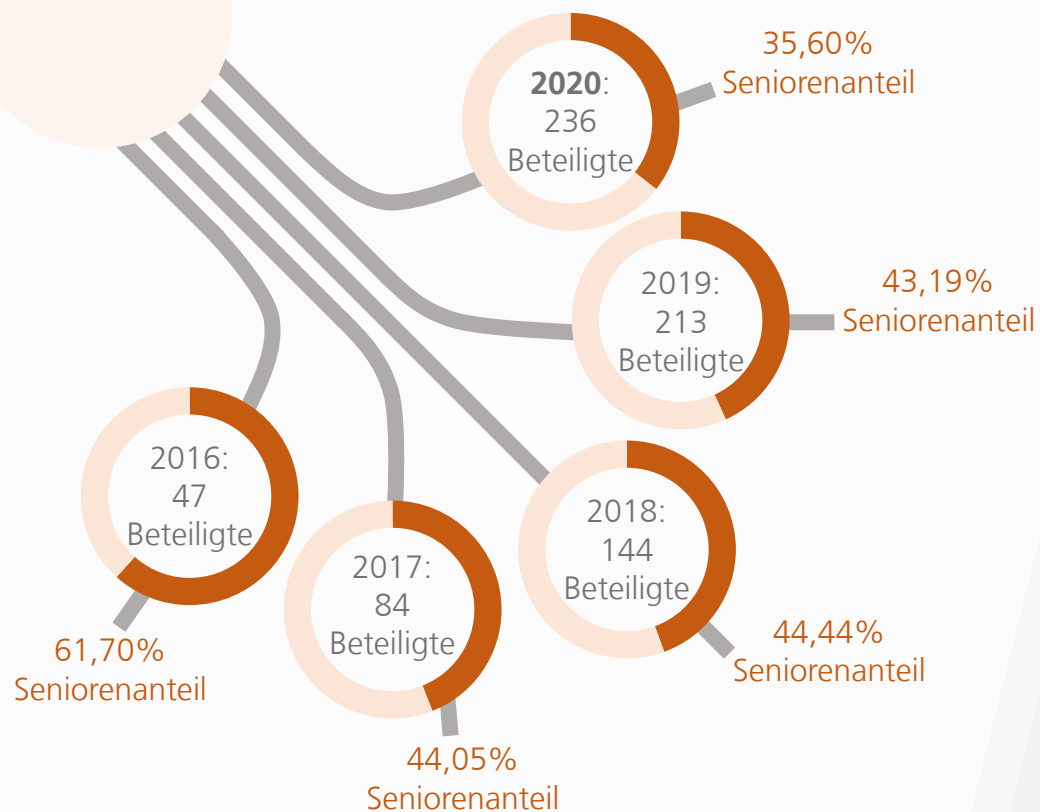 2020:
236
Beteiligte
35,60%
Seniorenanteil
2019:
213
Beteiligte
43,19%
Seniorenanteil
2018:
144
Beteiligte
44,44%
Seniorenanteil
2017:
84
Beteiligte
44,05%
Seniorenanteil
2016:
47
Beteiligte
61,70%
Seniorenanteil